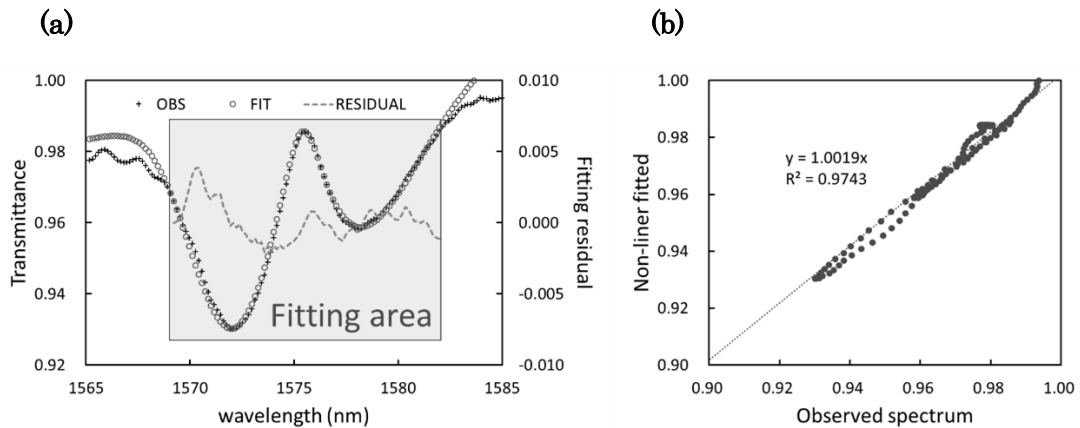 (a)
1.00
0.98
0.96
0.94
0.92
Transmittance
+ OBS ○ FIT ----- RESIDUAL
Fitting area
0.010
0.005
0.000
-0.005
-0.010
Fitting residual
1565 1570 1575 1580 1585
wavelength (nm)
(b)
1.00
0.98
0.96
0.94
0.92
0.90
Non-liner fitted
y = 1.0019x
R² = 0.9743
0.90 0.92 0.94 0.96 0.98 1.00
Observed spectrum